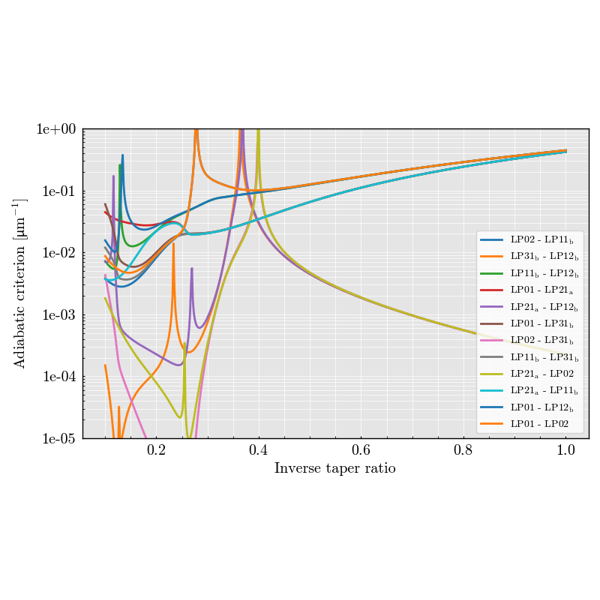 1e+00
1e-01
1e-02
1e-03
1e-04
1e-05
Adiabatic criterion [µm⁻¹]
0.2
0.4
0.6
0.8
1.0
Inverse taper ratio
LP02 - LP11b
LP31b - LP12b
LP11b - LP12b
LP01 - LP21a
LP21a - LP12b
LP01 - LP31b
LP02 - LP31b
LP11b - LP31b
LP21a - LP02
LP21a - LP11b
LP01 - LP12b
LP01 - LP02